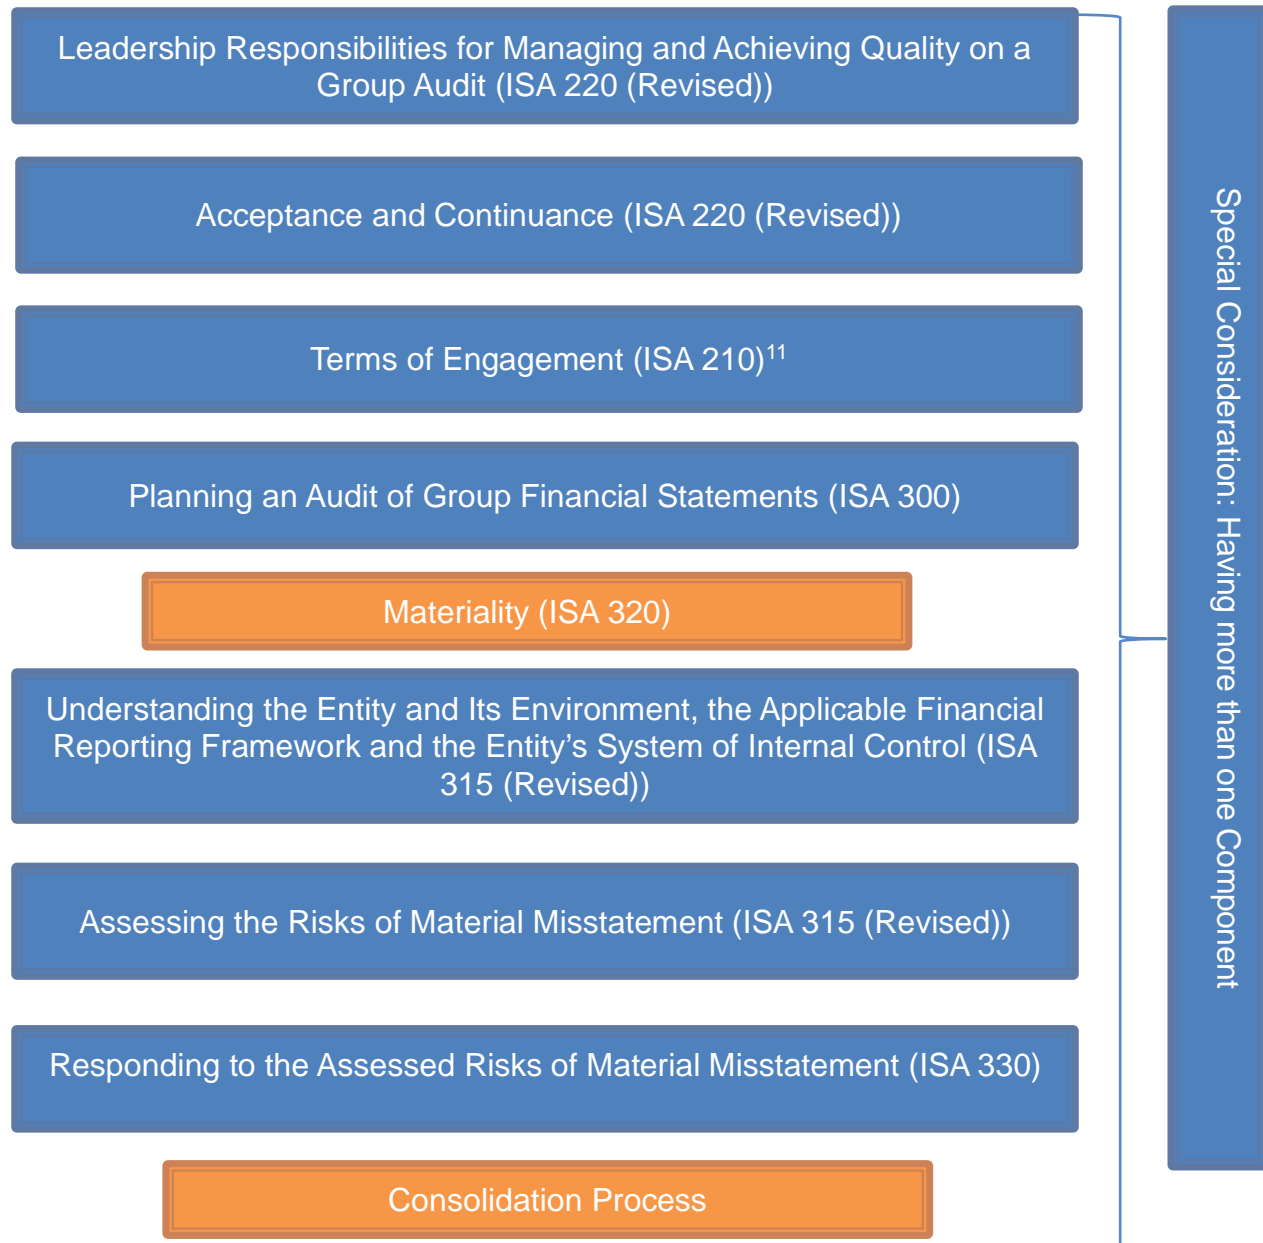 Leadership Responsibilities for Managing and Achieving Quality on a
Group Audit (ISA 220 (Revised))
Acceptance and Continuance (ISA 220 (Revised))
Terms of Engagement (ISA 210)¹¹
Planning an Audit of Group Financial Statements (ISA 300)
Materiality (ISA 320)
Understanding the Entity and Its Environment, the Applicable Financial
Reporting Framework and the Entity’s System of Internal Control (ISA
315 (Revised))
Assessing the Risks of Material Misstatement (ISA 315 (Revised))
Responding to the Assessed Risks of Material Misstatement (ISA 330)
Consolidation Process
Special Consideration: Having more than one Component